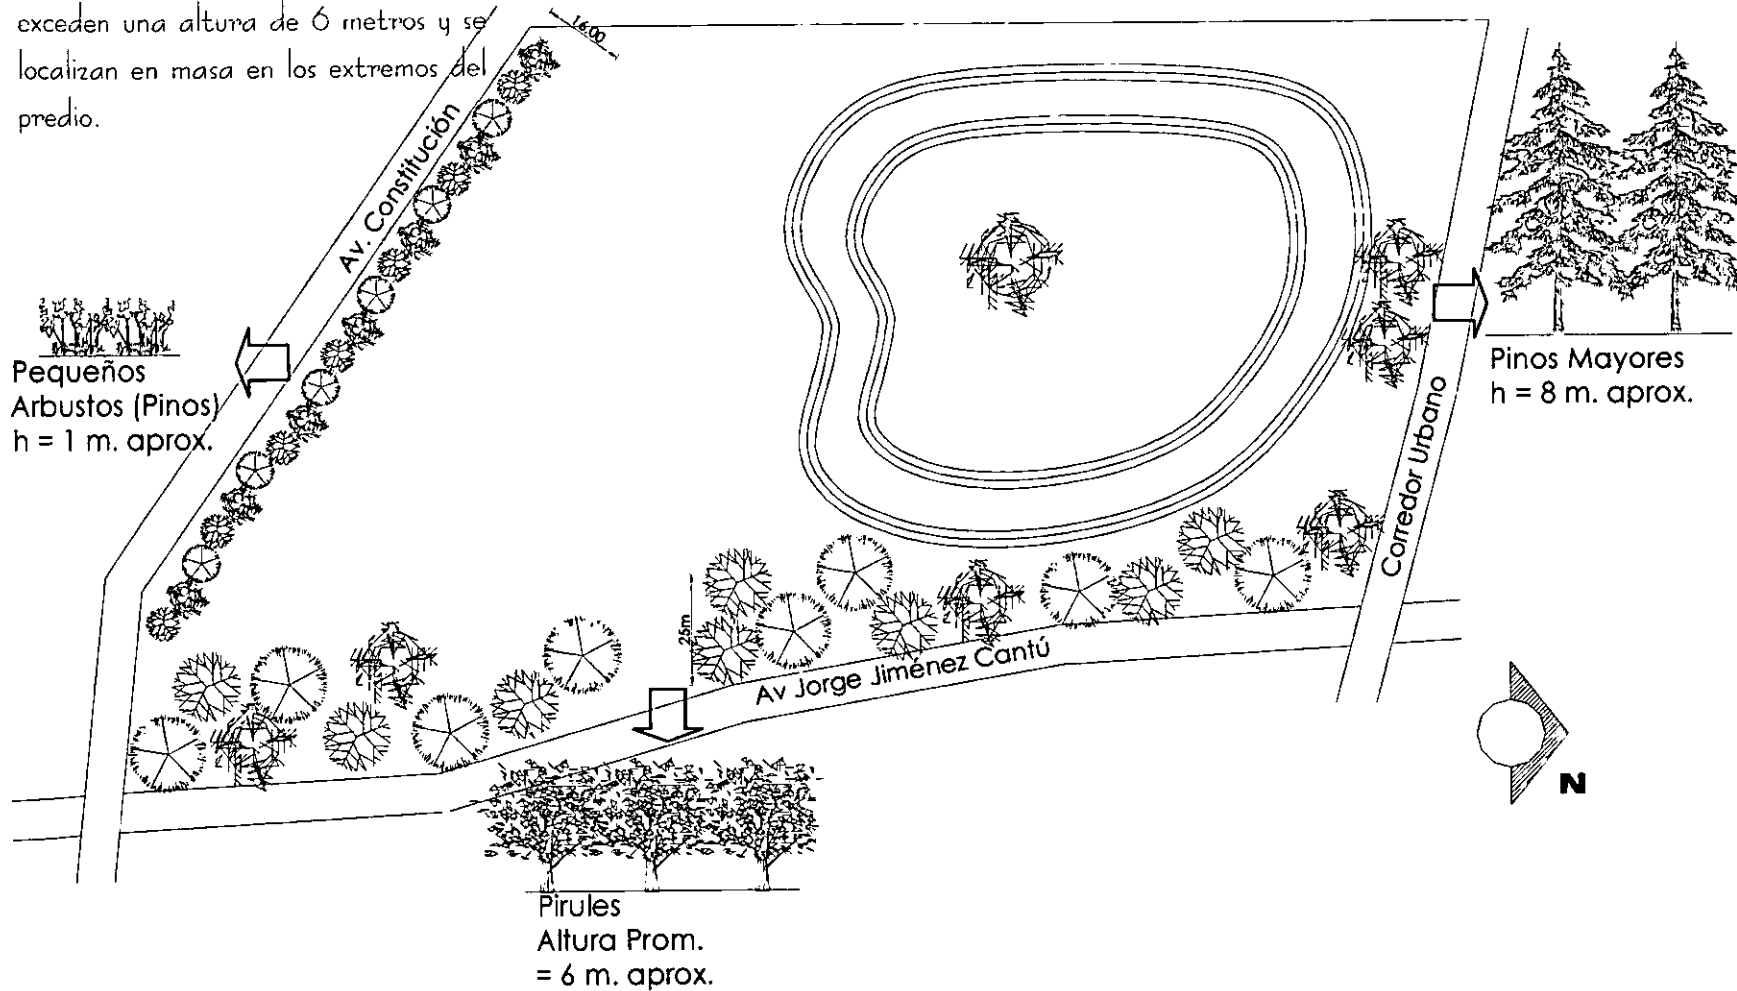 exceden una altura de 6 metros y se
localizan en masa en los extremos del
predio.
16.00
Av. Constitución
Pequeños
Arbustos (Pinos)
h = 1 m. aprox.
Pinos Mayores
h = 8 m. aprox.
Corredor Urbano
25m
Av Jorge Jiménez Cantú
N
Pirules
Altura Prom.
= 6 m. aprox.